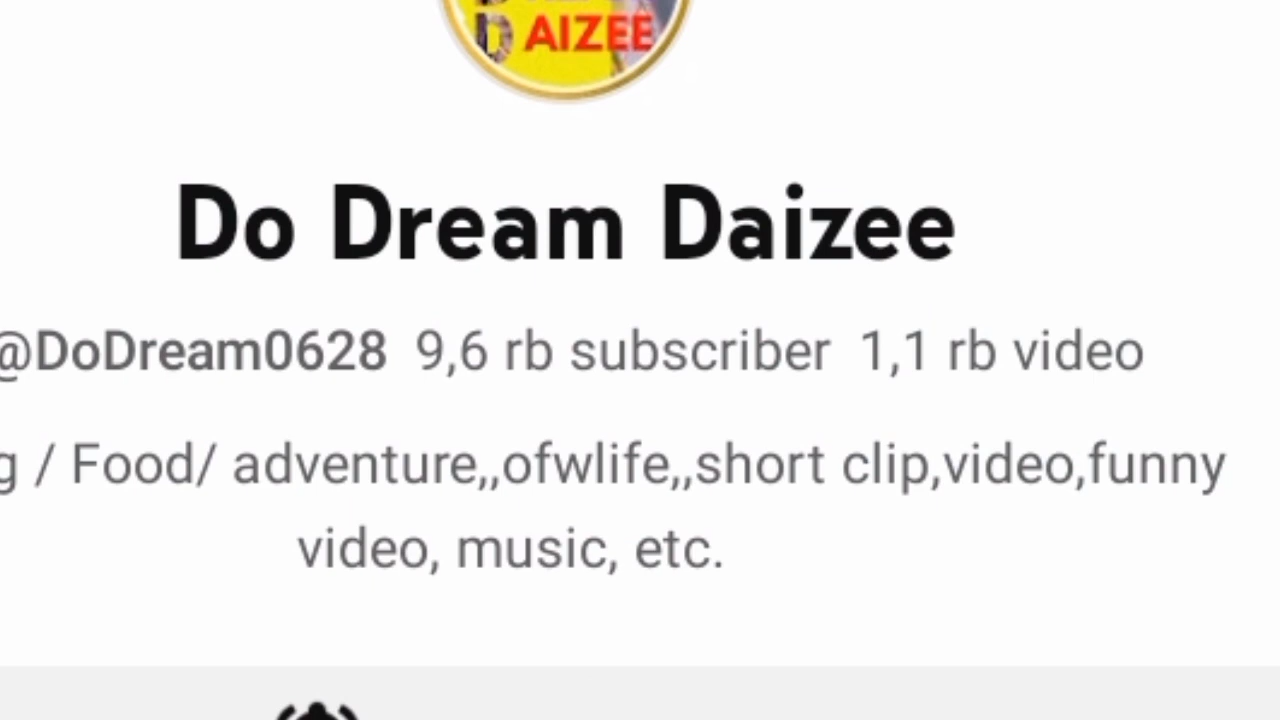 D AIZEE
Do Dream Daizee
@DoDream0628 9,6 rb subscriber 1,1 rb video
g / Food/ adventure,,ofwlife,,short clip,video,funny
video, music, etc.